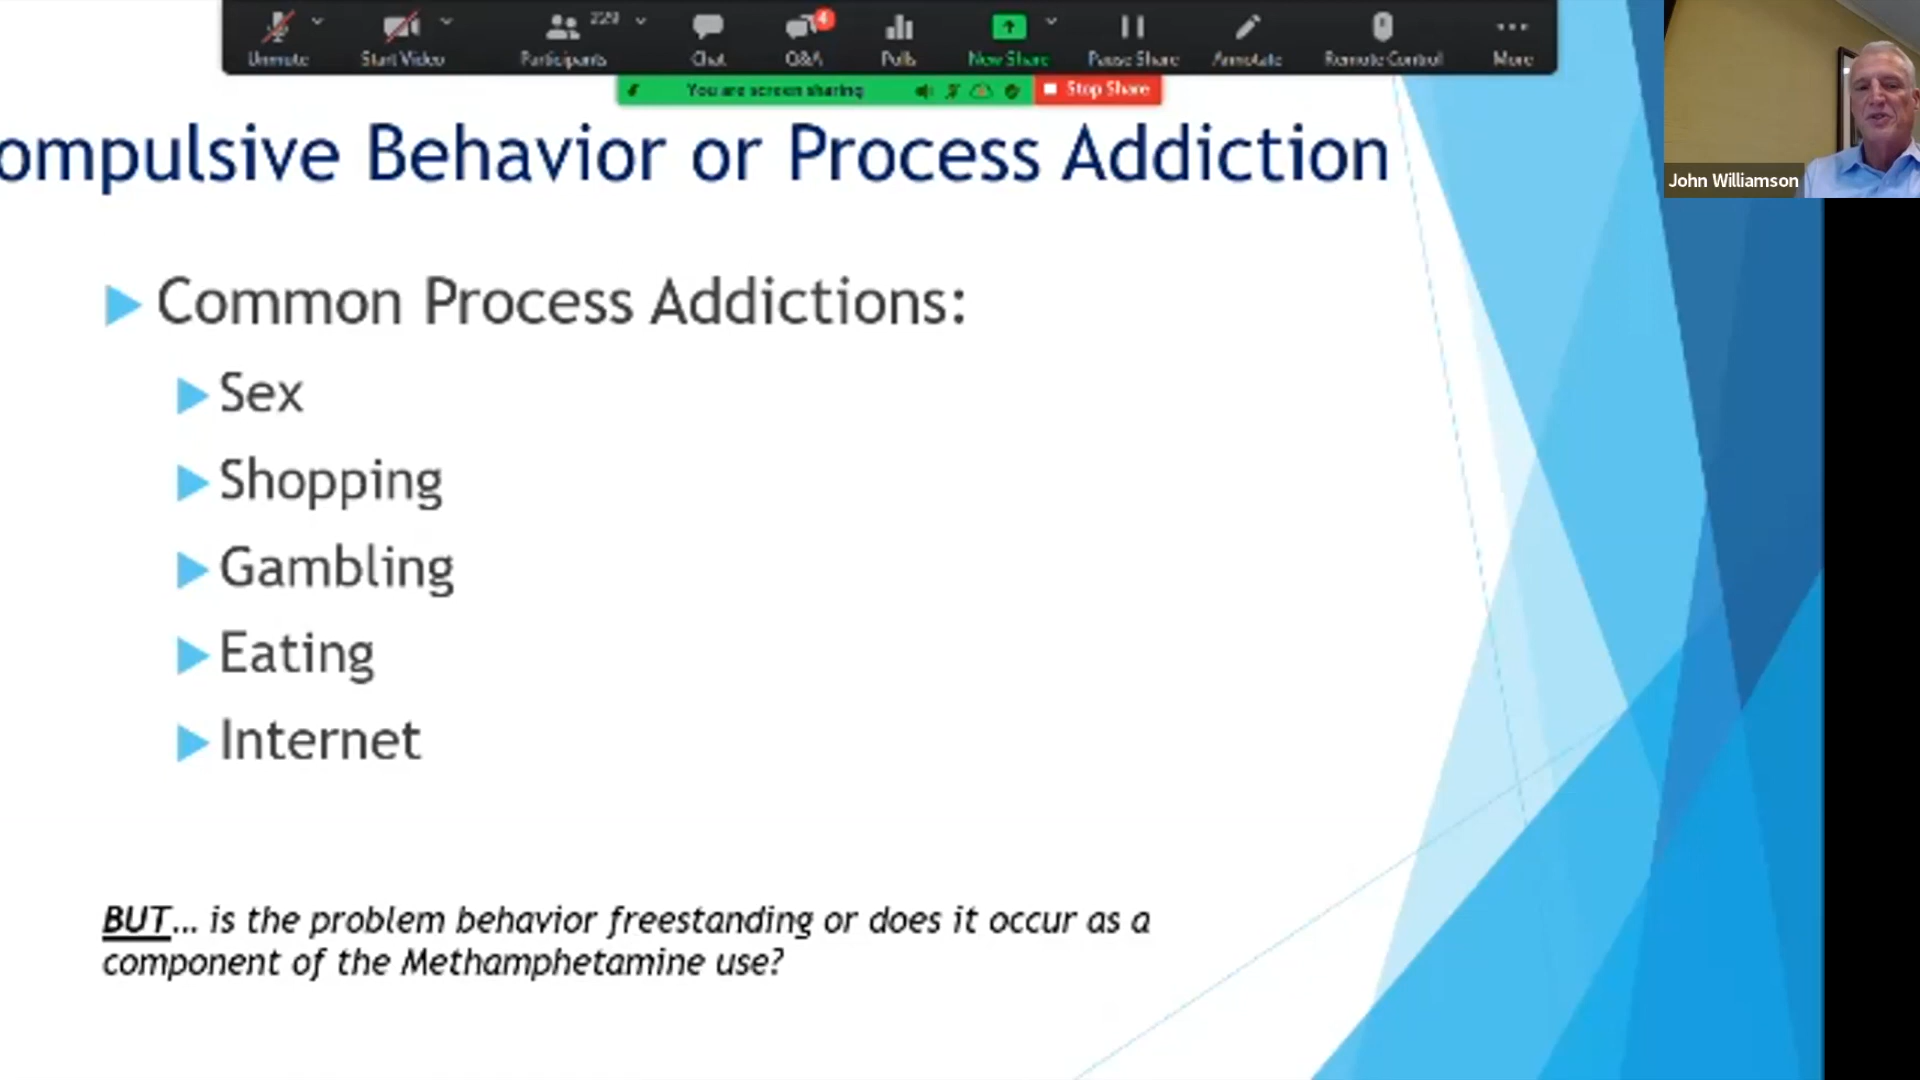 Unmute
Start Video
Participants
229
Chat
Q&A
4
Polls
New Share
Pause Share
Annotate
Remote Control
More
You are screen sharing
Stop Share
John Williamson
ompulsive Behavior or Process Addiction
Common Process Addictions:
Sex
Shopping
Gambling
Eating
Internet
BUT... is the problem behavior freestanding or does it occur as a
component of the Methamphetamine use?